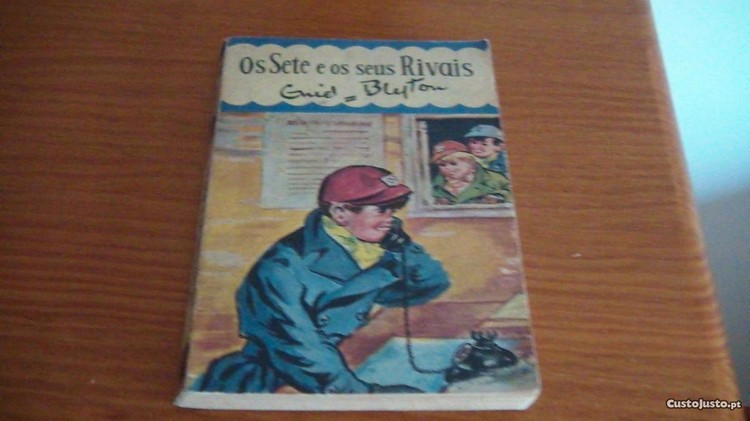 Os Sete e os seus Rivais
Enid Blyton
CustoJusto.pt